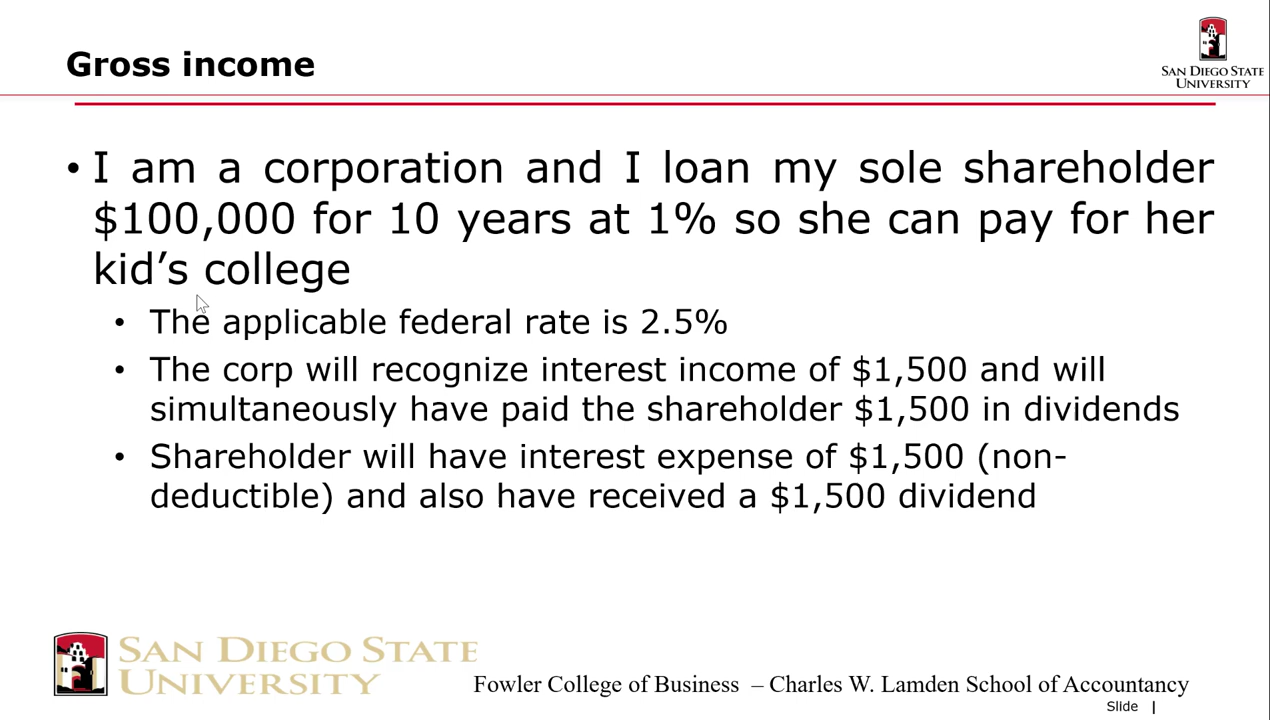 Gross income
SAN DIEGO STATE
UNIVERSITY
• I am a corporation and I loan my sole shareholder
$100,000 for 10 years at 1% so she can pay for her
kid’s college
• The applicable federal rate is 2.5%
• The corp will recognize interest income of $1,500 and will
simultaneously have paid the shareholder $1,500 in dividends
• Shareholder will have interest expense of $1,500 (non-
deductible) and also have received a $1,500 dividend
SAN DIEGO STATE
UNIVERSITY
Fowler College of Business – Charles W. Lamden School of Accountancy
Slide |